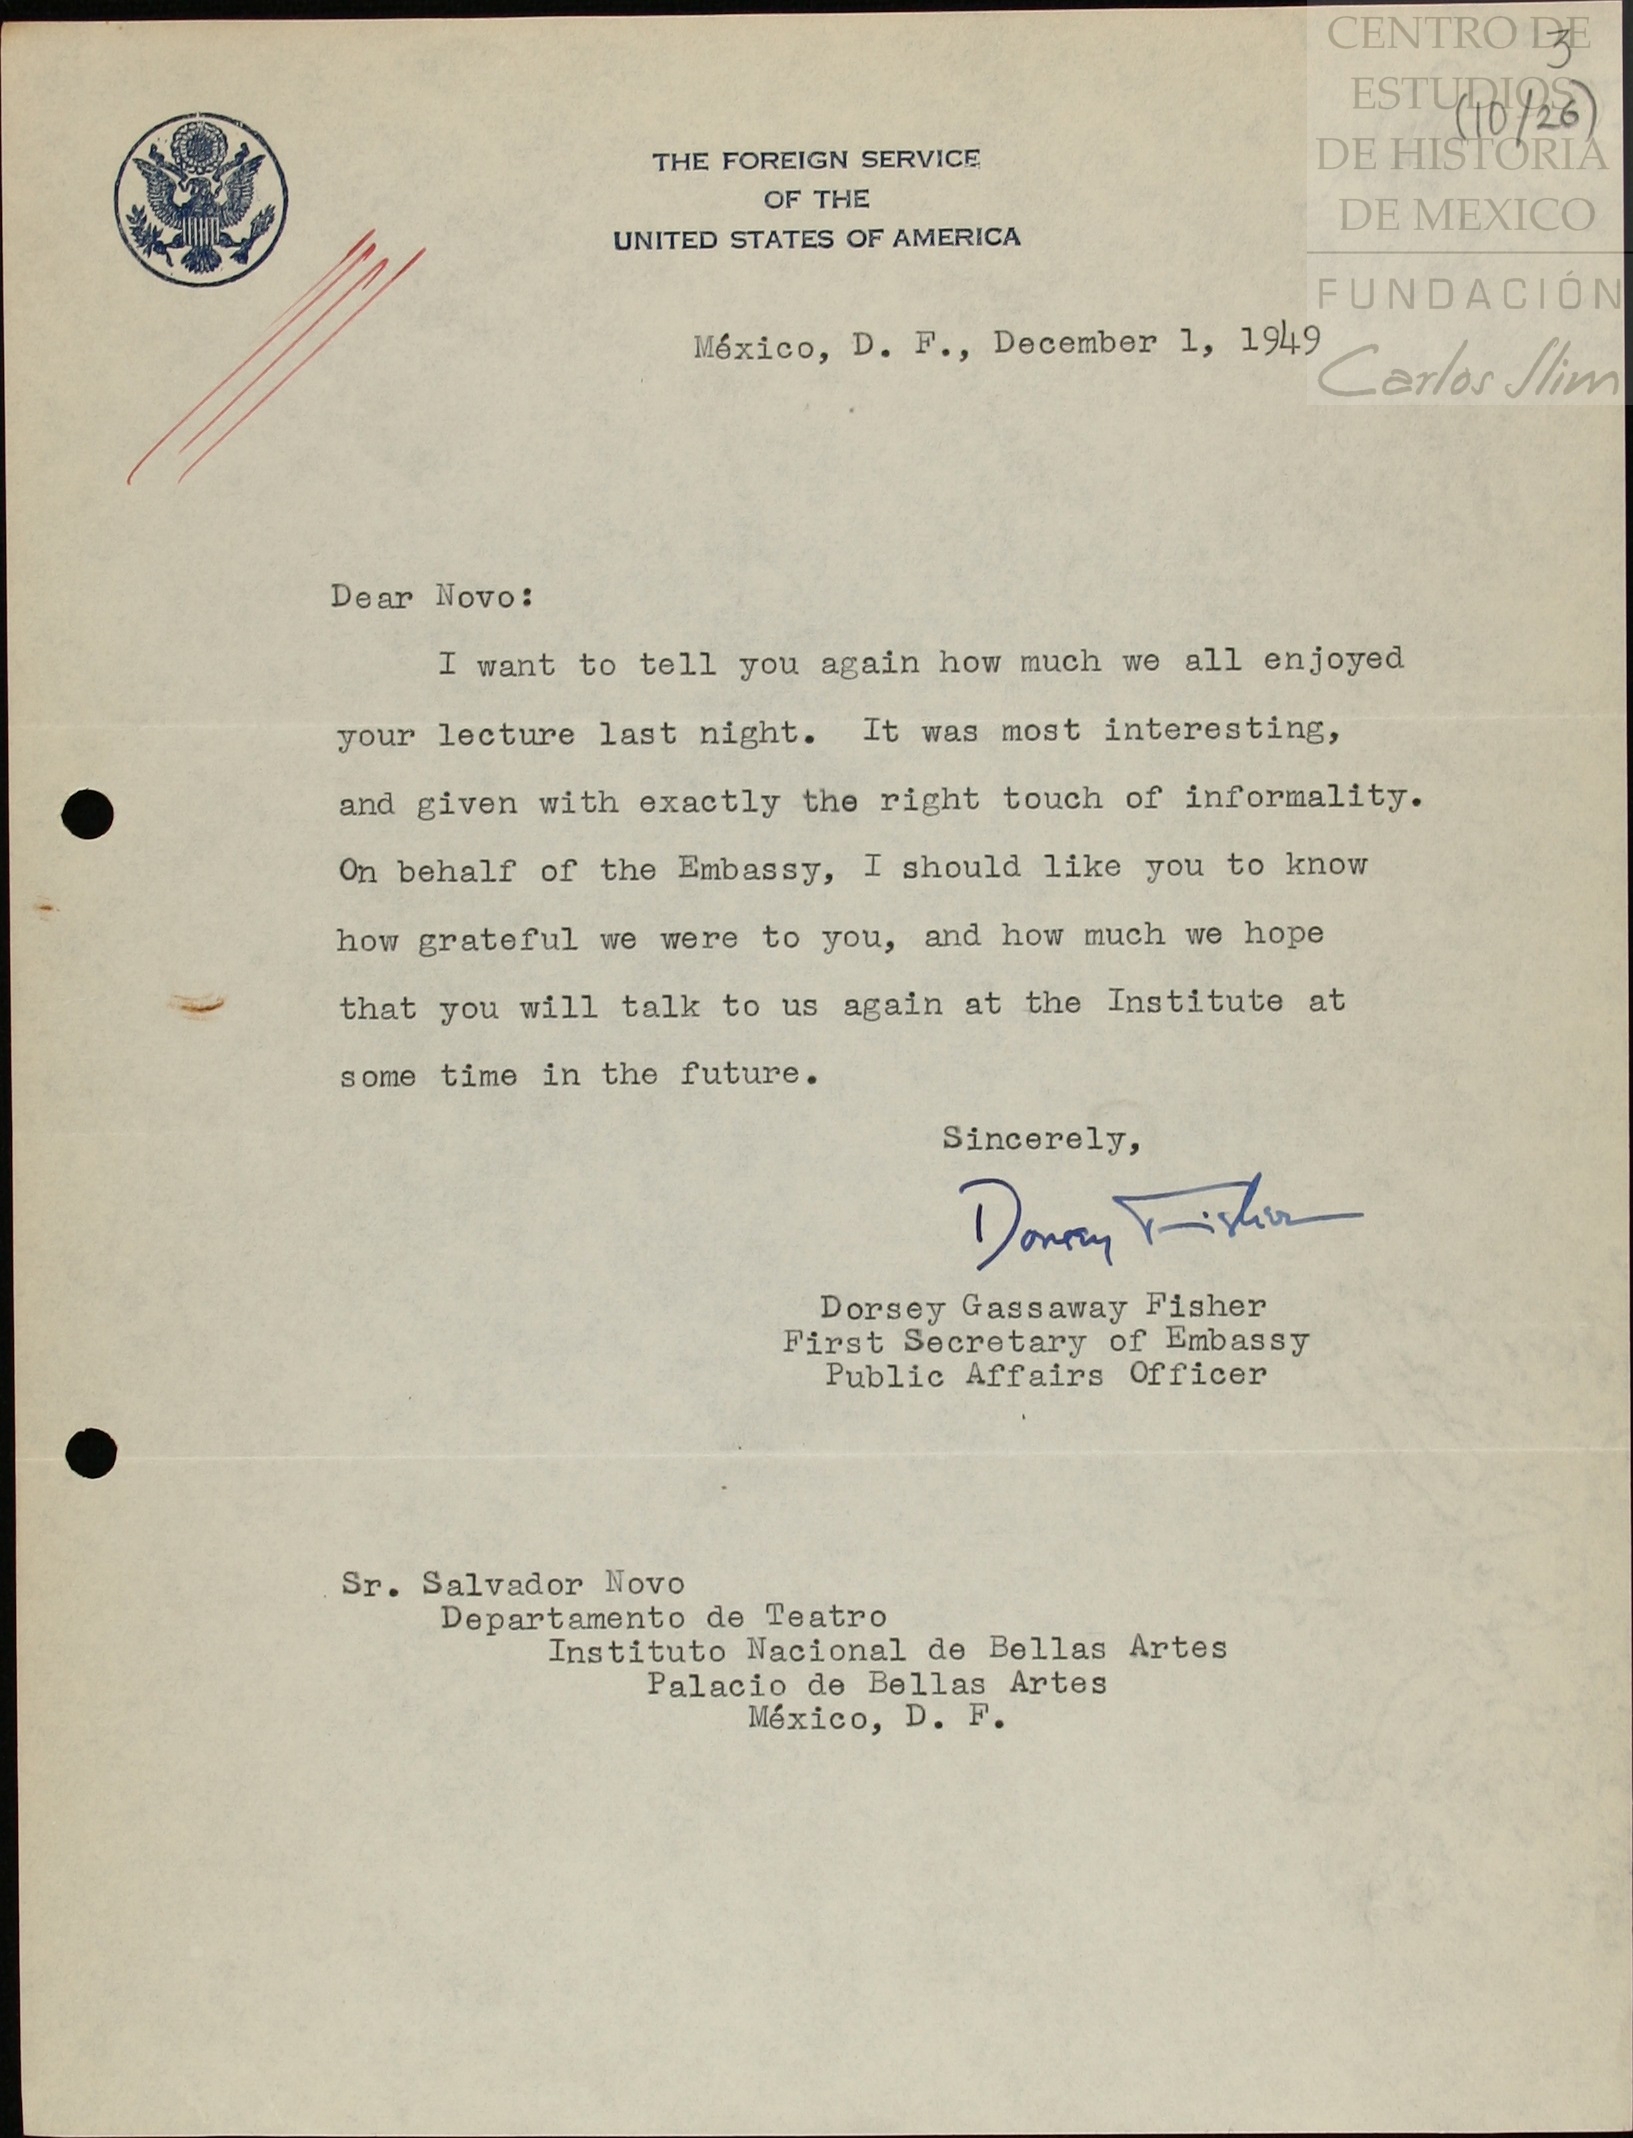 CENTRO DE
3
ESTUDIOS
(10/26)
DE HISTORIA
DE MEXICO
FUNDACIÓN
Carlos Slim
THE FOREIGN SERVICE
OF THE
UNITED STATES OF AMERICA
México, D. F., December 1, 1949
Dear Novo:
I want to tell you again how much we all enjoyed
your lecture last night. It was most interesting,
and given with exactly the right touch of informality.
On behalf of the Embassy, I should like you to know
how grateful we were to you, and how much we hope
that you will talk to us again at the Institute at
some time in the future.
Sincerely,
Dorsey Fisher
Dorsey Gassaway Fisher
First Secretary of Embassy
Public Affairs Officer
Sr. Salvador Novo
Departamento de Teatro
Instituto Nacional de Bellas Artes
Palacio de Bellas Artes
México, D. F.